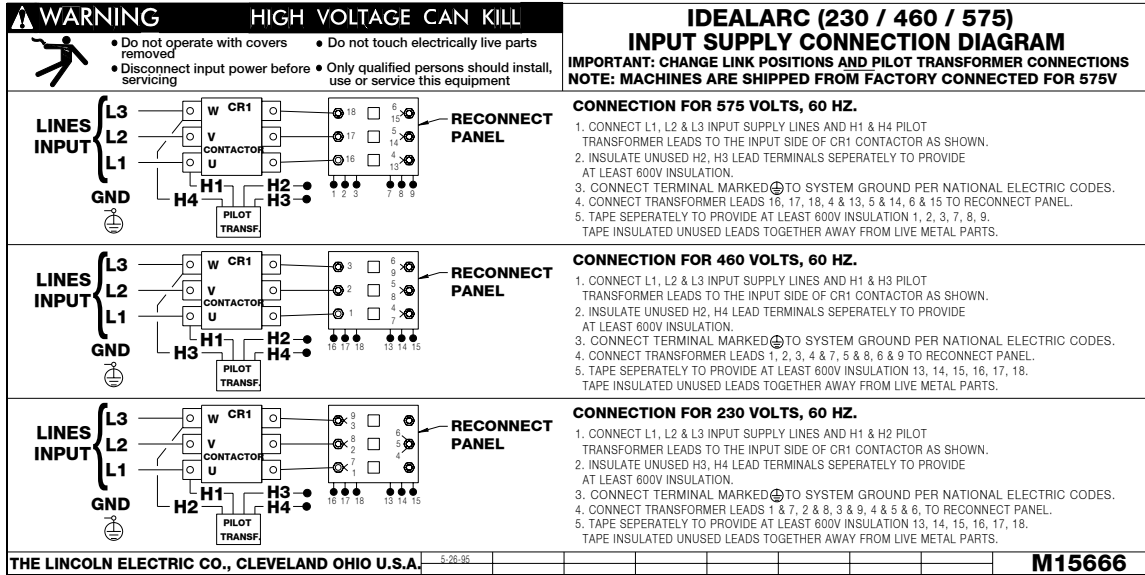 WARNING HIGH VOLTAGE CAN KILL
● Do not operate with covers removed
● Disconnect input power before servicing
● Do not touch electrically live parts
● Only qualified persons should install, use or service this equipment
IDEALARC (230 / 460 / 575)
INPUT SUPPLY CONNECTION DIAGRAM
IMPORTANT: CHANGE LINK POSITIONS AND PILOT TRANSFORMER CONNECTIONS
NOTE: MACHINES ARE SHIPPED FROM FACTORY CONNECTED FOR 575V
LINES INPUT
L3
L2
L1
GND
W CR1
V
CONTACTOR
U
H1
H4
H2
H3
PILOT
TRANSF.
18 6
15
17 5
14
16 4
13
1 2 3 7 8 9
RECONNECT
PANEL
CONNECTION FOR 575 VOLTS, 60 HZ.
1. CONNECT L1, L2 & L3 INPUT SUPPLY LINES AND H1 & H4 PILOT
TRANSFORMER LEADS TO THE INPUT SIDE OF CR1 CONTACTOR AS SHOWN.
2. INSULATE UNUSED H2, H3 LEAD TERMINALS SEPERATELY TO PROVIDE
AT LEAST 600V INSULATION.
3. CONNECT TERMINAL MARKED TO SYSTEM GROUND PER NATIONAL ELECTRIC CODES.
4. CONNECT TRANSFORMER LEADS 16, 17, 18, 4 & 13, 5 & 14, 6 & 15 TO RECONNECT PANEL.
5. TAPE SEPERATELY TO PROVIDE AT LEAST 600V INSULATION 1, 2, 3, 7, 8, 9.
TAPE INSULATED UNUSED LEADS TOGETHER AWAY FROM LIVE METAL PARTS.
LINES INPUT
L3
L2
L1
GND
W CR1
V
CONTACTOR
U
H1
H3
H2
H4
PILOT
TRANSF.
3 6
9
2 5
8
1 4
7
16 17 18 13 14 15
RECONNECT
PANEL
CONNECTION FOR 460 VOLTS, 60 HZ.
1. CONNECT L1, L2 & L3 INPUT SUPPLY LINES AND H1 & H3 PILOT
TRANSFORMER LEADS TO THE INPUT SIDE OF CR1 CONTACTOR AS SHOWN.
2. INSULATE UNUSED H2, H4 LEAD TERMINALS SEPERATELY TO PROVIDE
AT LEAST 600V INSULATION.
3. CONNECT TERMINAL MARKED TO SYSTEM GROUND PER NATIONAL ELECTRIC CODES.
4. CONNECT TRANSFORMER LEADS 1, 2, 3, 4 & 7, 5 & 8, 6 & 9 TO RECONNECT PANEL.
5. TAPE SEPERATELY TO PROVIDE AT LEAST 600V INSULATION 13, 14, 15, 16, 17, 18.
TAPE INSULATED UNUSED LEADS TOGETHER AWAY FROM LIVE METAL PARTS.
LINES INPUT
L3
L2
L1
GND
W CR1
V
CONTACTOR
U
H1
H2
H3
H4
PILOT
TRANSF.
9
3
8
2
7
1
6
5
4
16 17 18 13 14 15
RECONNECT
PANEL
CONNECTION FOR 230 VOLTS, 60 HZ.
1. CONNECT L1, L2 & L3 INPUT SUPPLY LINES AND H1 & H2 PILOT
TRANSFORMER LEADS TO THE INPUT SIDE OF CR1 CONTACTOR AS SHOWN.
2. INSULATE UNUSED H3, H4 LEAD TERMINALS SEPERATELY TO PROVIDE
AT LEAST 600V INSULATION.
3. CONNECT TERMINAL MARKED TO SYSTEM GROUND PER NATIONAL ELECTRIC CODES.
4. CONNECT TRANSFORMER LEADS 1 & 7, 2 & 8, 3 & 9, 4 & 5 & 6, TO RECONNECT PANEL.
5. TAPE SEPERATELY TO PROVIDE AT LEAST 600V INSULATION 13, 14, 15, 16, 17, 18.
TAPE INSULATED UNUSED LEADS TOGETHER AWAY FROM LIVE METAL PARTS.
THE LINCOLN ELECTRIC CO., CLEVELAND OHIO U.S.A. 5-26-95 M15666